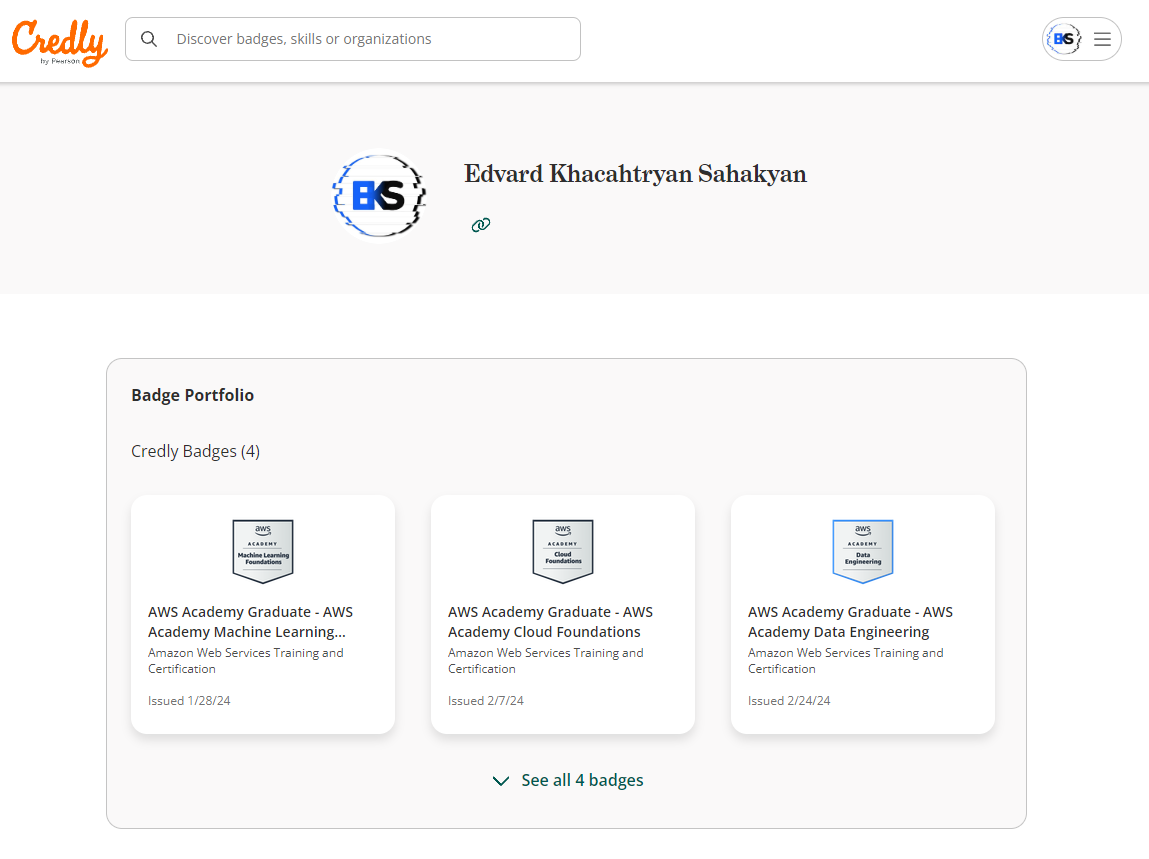 Credly
by Pearson
Discover badges, skills or organizations
EKS
EKS
Edvard Khacahtryan Sahakyan
Badge Portfolio
Credly Badges (4)
aws
ACADEMY
Machine Learning
Foundations
AWS Academy Graduate - AWS
Academy Machine Learning...
Amazon Web Services Training and
Certification
Issued 1/28/24
aws
ACADEMY
Cloud
Foundations
AWS Academy Graduate - AWS
Academy Cloud Foundations
Amazon Web Services Training and
Certification
Issued 2/7/24
aws
ACADEMY
Data
Engineering
AWS Academy Graduate - AWS
Academy Data Engineering
Amazon Web Services Training and
Certification
Issued 2/24/24
See all 4 badges